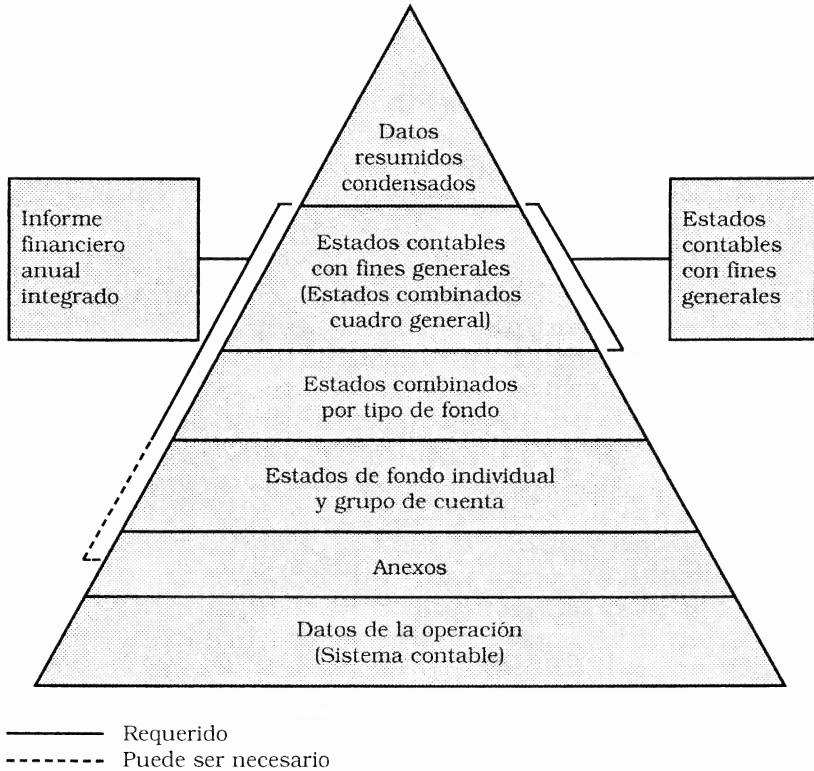 Datos
resumidos
condensados
Informe
financiero
anual
integrado
Estados contables
con fines generales
(Estados combinados
cuadro general)
Estados
contables
con fines
generales
Estados combinados
por tipo de fondo
Estados de fondo individual
y grupo de cuenta
Anexos
Datos de la operación
(Sistema contable)
Requerido
Puede ser necesario